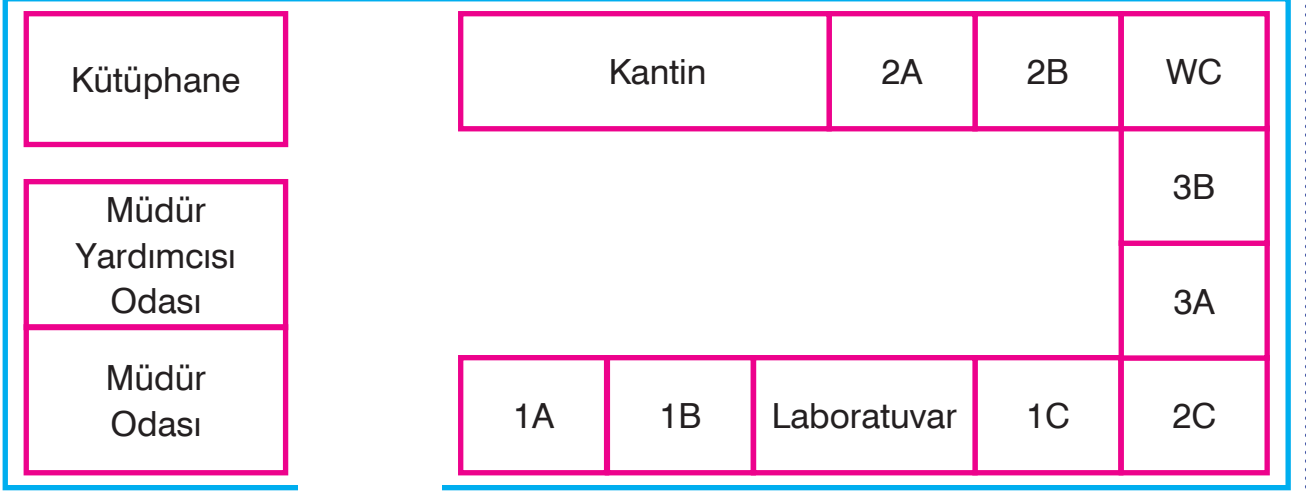 Kütüphane
Kantin
2A
2B
WC
3B
Müdür
Yardımcısı
Odası
3A
Müdür
Odası
1A
1B
Laboratuvar
1C
2C